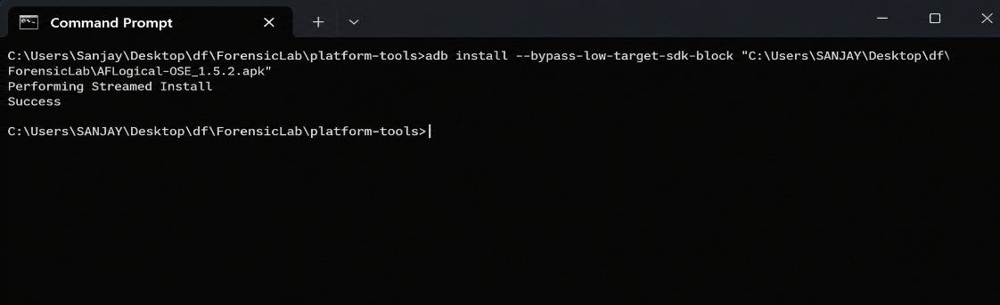 Command Prompt
C:\Users\Sanjay\Desktop\df\ForensicLab\platform-tools>adb install --bypass-low-target-sdk-block "C:\Users\SANJAY\Desktop\df\
ForensicLab\AFLogical-OSE_1.5.2.apk"
Performing Streamed Install
Success
C:\Users\SANJAY\Desktop\df\ForensicLab\platform-tools>